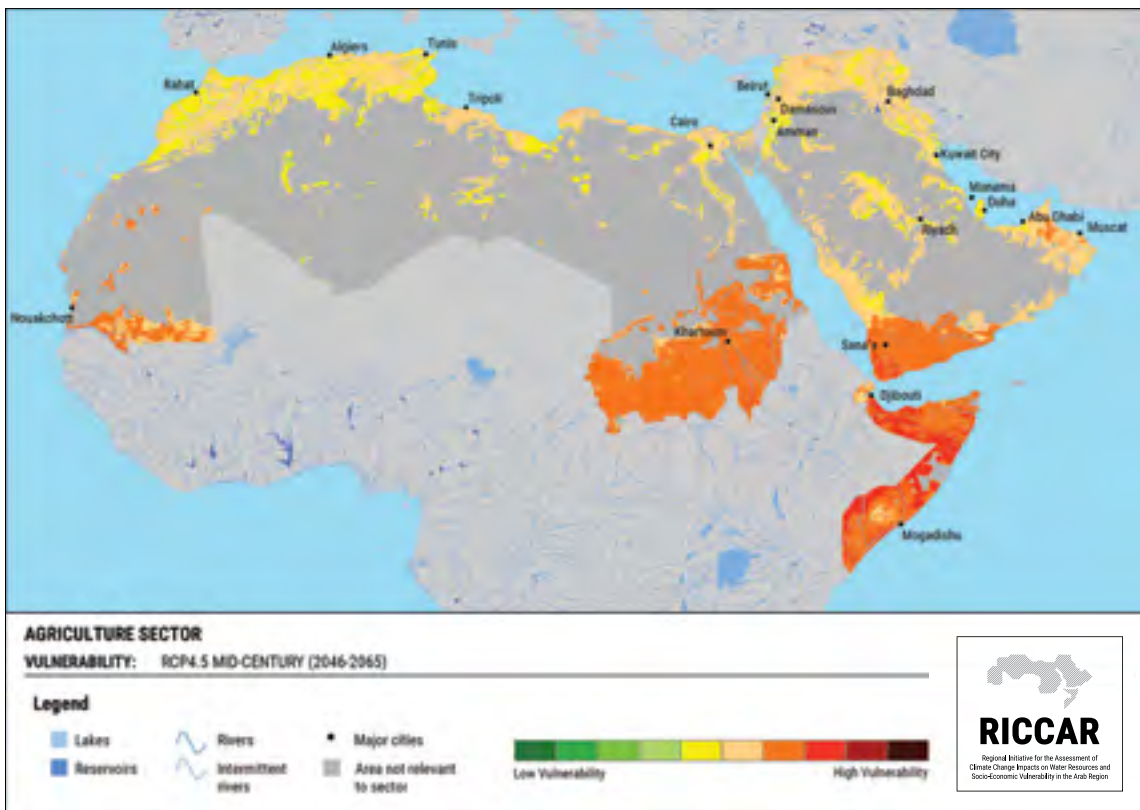 Algiers
Tunis
Rabat
Tripoli
Cairo
Beirut
Damascus
Amman
Baghdad
Kuwait City
Manama
Doha
Riyadh
Abu Dhabi
Muscat
Nouakchott
Khartoum
Sana'a
Djibouti
Mogadishu
AGRICULTURE SECTOR
VULNERABILITY: RCP4.5 MID-CENTURY (2046-2065)
Legend
Lakes
Rivers
Major cities
Reservoirs
Intermittent
rivers
Area not relevant
to sector
Low Vulnerability
High Vulnerability
RICCAR
Regional Initiative for the Assessment of
Climate Change Impacts on Water Resources and
Socio-Economic Vulnerability in the Arab Region